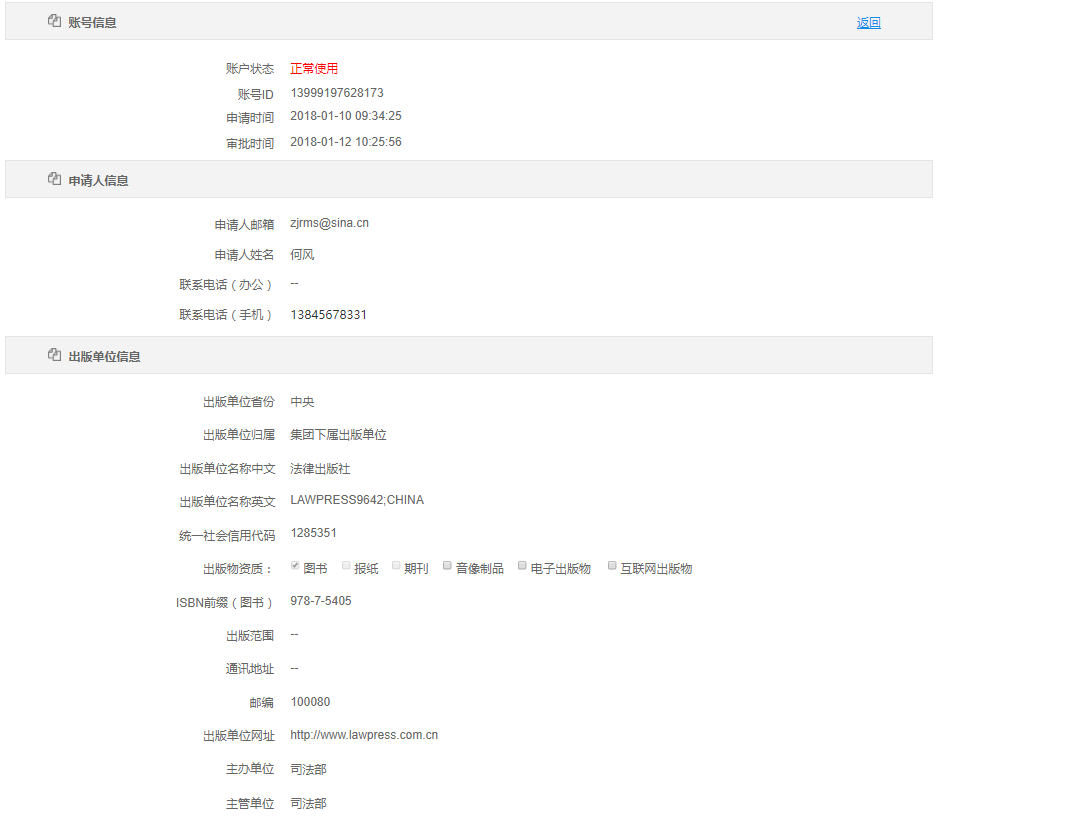 账号信息 返回
账户状态 正常使用
账号ID 13999197628173
申请时间 2018-01-10 09:34:25
审批时间 2018-01-12 10:25:56
申请人信息
申请人邮箱 zjrms@sina.cn
申请人姓名 何风
联系电话（办公） --
联系电话（手机） 13845678331
出版单位信息
出版单位省份 中央
出版单位归属 集团下属出版单位
出版单位名称中文 法律出版社
出版单位名称英文 LAWPRESS9642;CHINA
统一社会信用代码 1285351
出版物资质： 图书 报纸 期刊 音像制品 电子出版物 互联网出版物
ISBN前缀（图书） 978-7-5405
出版范围 --
通讯地址 --
邮编 100080
出版单位网址 http://www.lawpress.com.cn
主办单位 司法部
主管单位 司法部